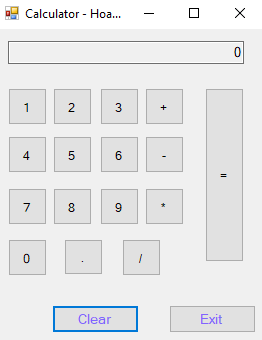 Calculator - Hoa...
0
1 2 3 +
4 5 6 -
=
7 8 9 *
0 . /
Clear Exit